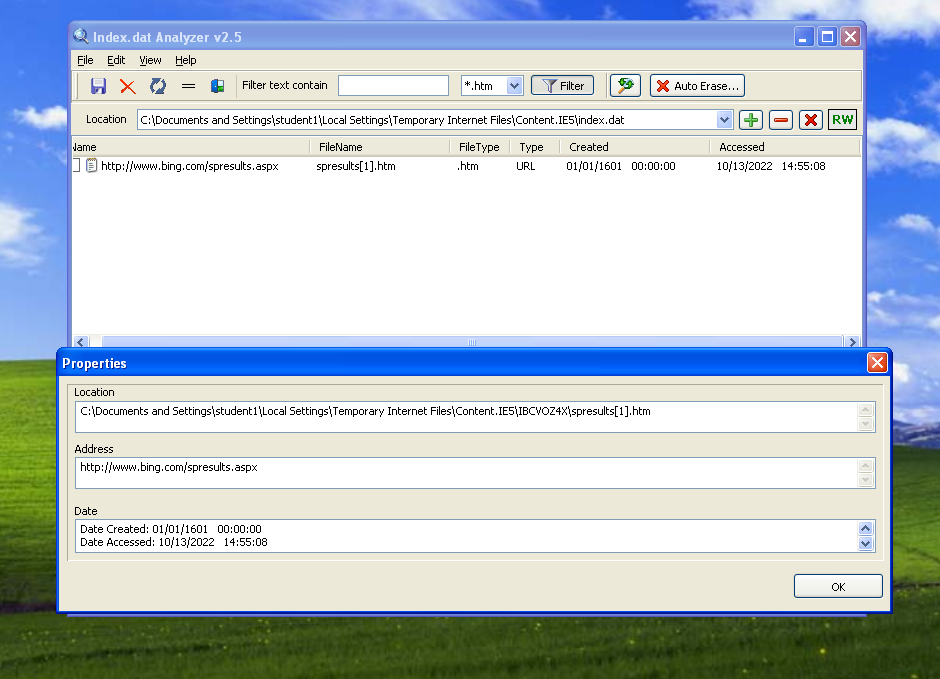 Index.dat Analyzer v2.5
File Edit View Help
Filter text contain *.htm Filter Auto Erase...
Location C:\Documents and Settings\student1\Local Settings\Temporary Internet Files\Content.IE5\index.dat RW
Name FileName FileType Type Created Accessed
http://www.bing.com/spresults.aspx spresults[1].htm .htm URL 01/01/1601 00:00:00 10/13/2022 14:55:08
Properties
Location
C:\Documents and Settings\student1\Local Settings\Temporary Internet Files\Content.IE5\IBCVOZ4X\spresults[1].htm
Address
http://www.bing.com/spresults.aspx
Date
Date Created: 01/01/1601 00:00:00
Date Accessed: 10/13/2022 14:55:08
OK